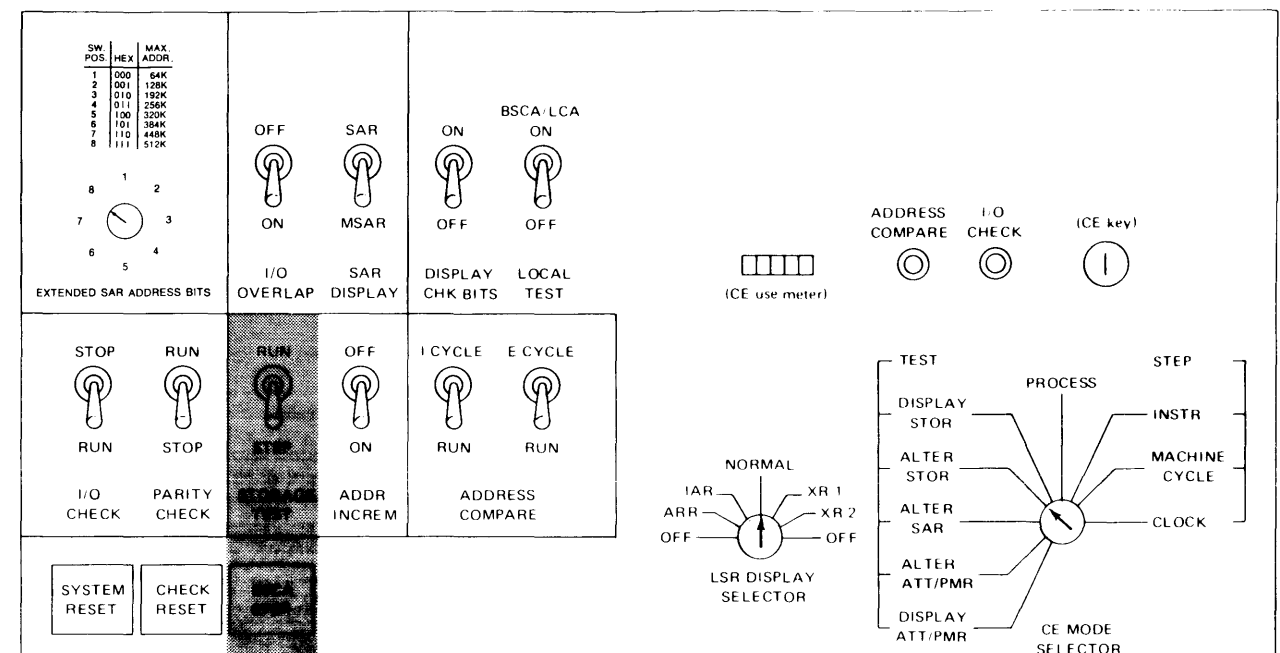 SW. POS. HEX MAX. ADDR.
1 000 64K
2 001 128K
3 010 192K
4 011 256K
5 100 320K
6 101 384K
7 110 448K
8 111 512K
1
8 2
7 3
6 4
5
EXTENDED SAR ADDRESS BITS
OFF
ON
I/O
OVERLAP
SAR
MSAR
SAR
DISPLAY
ON
OFF
DISPLAY
CHK BITS
BSCA/LCA
ON
OFF
LOCAL
TEST
STOP
RUN
I/O
CHECK
RUN
STOP
PARITY
CHECK
RUN
STEP
STORAGE
TEST
OFF
ON
ADDR
INCREM
I CYCLE E CYCLE
RUN RUN
ADDRESS
COMPARE
SYSTEM
RESET
CHECK
RESET
BSCA
(CE use meter)
ADDRESS
COMPARE
I/O
CHECK
(CE key)
NORMAL
IAR XR 1
ARR XR 2
OFF OFF
LSR DISPLAY
SELECTOR
PROCESS
TEST
DISPLAY
STOR
ALTER
STOR
ALTER
SAR
ALTER
ATT/PMR
DISPLAY
ATT/PMR
STEP
INSTR
MACHINE
CYCLE
CLOCK
CE MODE
SELECTOR